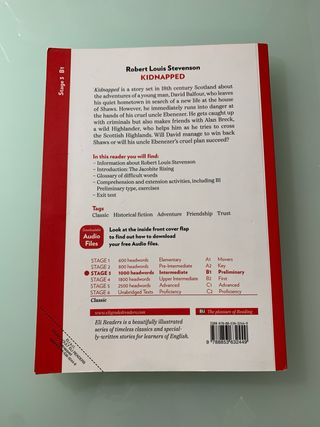 Stage 3 B1
Robert Louis Stevenson
KIDNAPPED
Kidnapped is a story set in 18th century Scotland about
the adventures of a young man, David Balfour, who leaves
his quiet hometown in search of a new life at the house of
Shaws. However, he immediately runs into danger at
the hands of his cruel uncle Ebenezer. He gets caught up
with criminals but also makes friends with Alan Breck,
a wild Highlander, who helps him as he tries to cross
the Scottish Highlands. Will David manage to win back
Shaws or will his uncle Ebenezer's cruel plan succeed?
In this reader you will find:
– Information about Robert Louis Stevenson
– Introduction: The Jacobite Rising
– Glossary of difficult words
– Comprehension and extension activities, including B1
Preliminary type, exercises
– Exit test
Tags
Classic Historical fiction Adventure Friendship Trust
Downloadable
Audio
Files
Look at the inside front cover flap
to find out how to download
your free Audio files.
STAGE 1 600 headwords Elementary A1 Movers
STAGE 2 800 headwords Pre-Intermediate A2 Key
STAGE 3 1000 headwords Intermediate B1 Preliminary
STAGE 4 1800 headwords Upper Intermediate B2 First
STAGE 5 2500 headwords Advanced C1 Advanced
STAGE 6 Unabridged Texts Proficiency C2 Proficiency
Classic
www.eligradedreaders.com
Eli The pleasure of Reading
Eli Readers is a beautifully illustrated
series of timeless classics and special-
ly-written stories for learners of English.